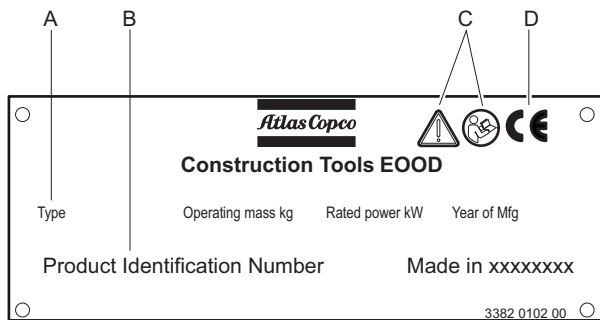 A B C D
Atlas Copco
CE
Construction Tools EOOD
Type Operating mass kg Rated power kW Year of Mfg
Product Identification Number Made in xxxxxxxx
3382 0102 00